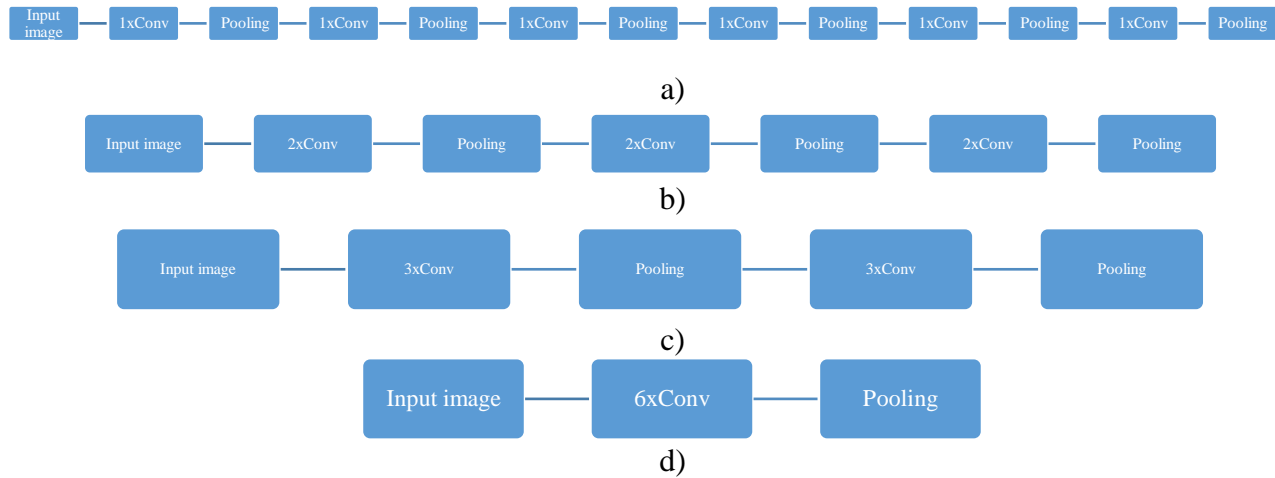 Input
image
1xConv
Pooling
1xConv
Pooling
1xConv
Pooling
1xConv
Pooling
1xConv
Pooling
1xConv
Pooling
a)
Input image
2xConv
Pooling
2xConv
Pooling
2xConv
Pooling
b)
Input image
3xConv
Pooling
3xConv
Pooling
c)
Input image
6xConv
Pooling
d)